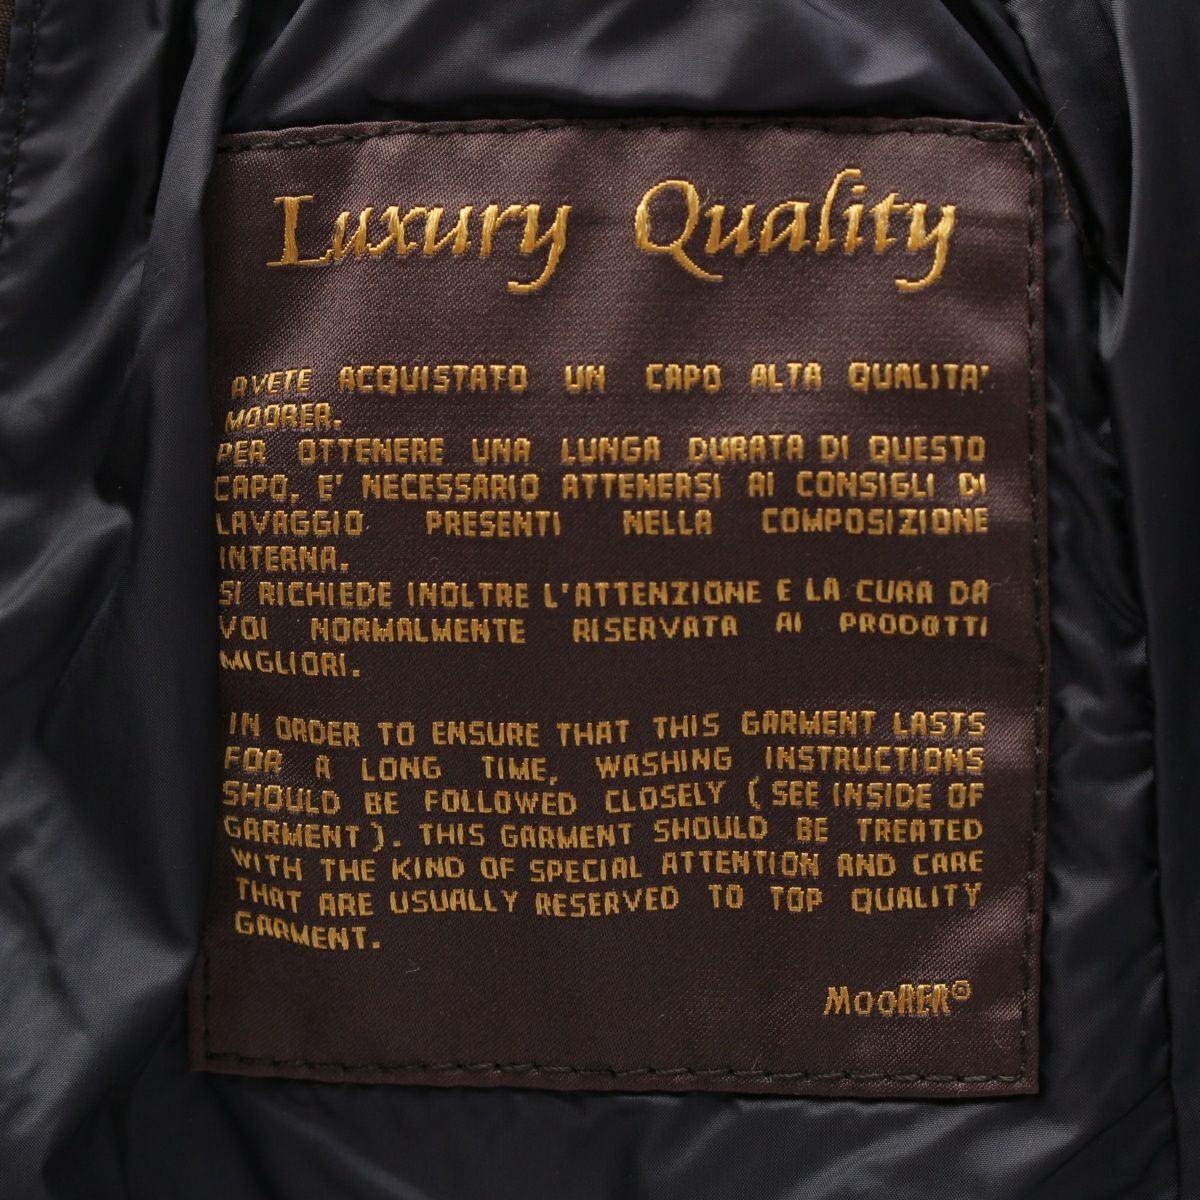 Luxury Quality
AVETE ACQUISTATO UN CAPO ALTA QUALITA'
MOORER.
PER OTTENERE UNA LUNGA DURATA DI QUESTO
CAPO, E' NECESSARIO ATTENERSI AI CONSIGLI DI
LAVAGGIO PRESENTI NELLA COMPOSIZIONE
INTERNA.
SI RICHIEDE INOLTRE L'ATTENZIONE E LA CURA DA
VOI NORMALMENTE RISERVATA AI PRODOTTI
MIGLIORI.
IN ORDER TO ENSURE THAT THIS GARMENT LASTS
FOR A LONG TIME, WASHING INSTRUCTIONS
SHOULD BE FOLLOWED CLOSELY (SEE INSIDE OF
GARMENT). THIS GARMENT SHOULD BE TREATED
WITH THE KIND OF SPECIAL ATTENTION AND CARE
THAT ARE USUALLY RESERVED TO TOP QUALITY
GARMENT.
MooRER®